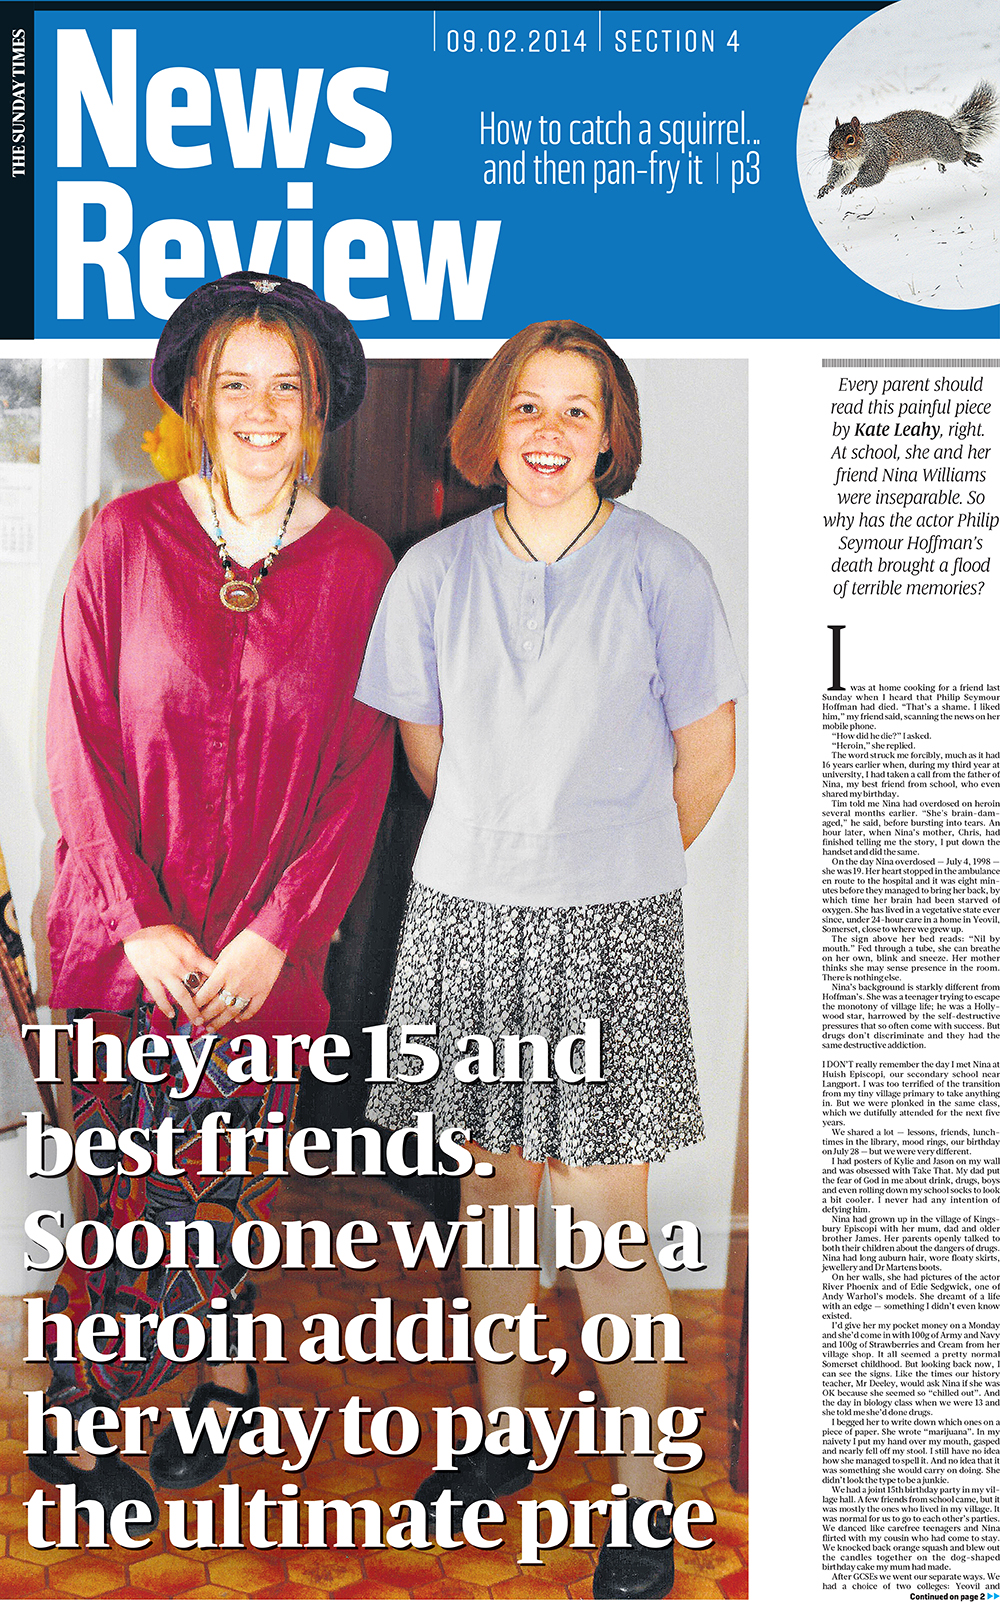 THE SUNDAY TIMES
News
Review
09.02.2014
SECTION 4
How to catch a squirrel...
and then pan-fry it | p3
Every parent should
read this painful piece
by Kate Leahy, right.
At school, she and her
friend Nina Williams
were inseparable. So
why has the actor Philip
Seymour Hoffman's
death brought a flood
of terrible memories?
They are 15 and
best friends.
Soon one will be a
heroin addict, on
her way to paying
the ultimate price
I was at home cooking for a friend last
Sunday when I heard that Philip Seymour
Hoffman had died. “That’s a shame. I liked
him,” my friend said, scanning the news on her
mobile phone.
“How did he die?” I asked.
“Heroin,” she replied.
The word struck me forcibly, much as it had
16 years earlier when, during my third year at
university, I had taken a call from the father of
Nina, my best friend from school, who even
shared my birthday.
Tim told me Nina had overdosed on heroin
several months earlier. “She’s brain-dam-
aged,” he said, before bursting into tears. An
hour later, when Nina’s mother, Chris, had
finished telling me the story, I put down the
handset and did the same.
On the day Nina overdosed — July 4, 1998 —
she was 19. Her heart stopped in the ambulance
en route to the hospital and it was eight min-
utes before they managed to bring her back, by
which time her brain had been starved of
oxygen. She has lived in a vegetative state ever
since, under 24-hour care in a home in Yeovil,
Somerset, close to where we grew up.
The sign above her bed reads: “Nil by
mouth.” Fed through a tube, she can breathe
on her own, blink and sneeze. Her mother
thinks she may sense presence in the room.
There is nothing else.
Nina’s background is starkly different from
Hoffman’s. She was a teenager trying to escape
the monotony of village life; he was a Holly-
wood star, harrowed by the self-destructive
pressures that so often come with success. But
drugs don’t discriminate and they had the
same destructive addiction.
I DON’T really remember the day I met Nina at
Huish Episcopi, our secondary school near
Langport. I was too terrified of the transition
from my tiny village primary to take anything
in. But we were plonked in the same class,
which we dutifully attended for the next five
years.
We shared a lot — lessons, friends, lunch-
times in the library, mood rings, our birthday
on July 28 — but we were very different.
I had posters of Kylie and Jason on my wall
and was obsessed with Take That. My dad put
the fear of God in me about drink, drugs, boys
and even rolling down my school socks to look
a bit cooler. I never had any intention of
defying him.
Nina had grown up in the village of Kings-
bury Episcopi with her mum, dad and older
brother James. Her parents openly talked to
both their children about the dangers of drugs.
Nina had long auburn hair, wore floaty skirts,
jewellery and Dr Martens boots.
On her walls, she had pictures of the actor
River Phoenix and of Edie Sedgwick, one of
Andy Warhol’s models. She dreamt of a life
with an edge — something I didn’t even know
existed.
I’d give her my pocket money on a Monday
and she’d come in with 100g of Army and Navy
and 100g of Strawberries and Cream from her
village shop. It all seemed a pretty normal
Somerset childhood. But looking back now, I
can see the signs. Like the times our history
teacher, Mr Deeley, would ask Nina if she was
OK because she seemed so “chilled out”. And
the day in biology class when we were 13 and
she told me she’d done drugs.
I begged her to write down which ones on a
piece of paper. She wrote “marijuana”. In my
naivety I put my hand over my mouth, gasped
and nearly fell off my stool. I still have no idea
how she managed to spell it. And no idea that it
was something she would carry on doing. She
didn’t look the type to be a junkie.
We had a joint 15th birthday party in my vil-
lage hall. A few friends from school came, but it
was mostly the ones who lived in my village. It
was normal for us to go to each other’s parties.
We danced like carefree teenagers and Nina
flirted with my cousin who had come to stay.
We knocked back orange squash and blew out
the candles together on the dog-shaped
birthday cake my mum had made.
After GCSEs we went our separate ways. We
had a choice of two colleges: Yeovil and
Continued on page 2